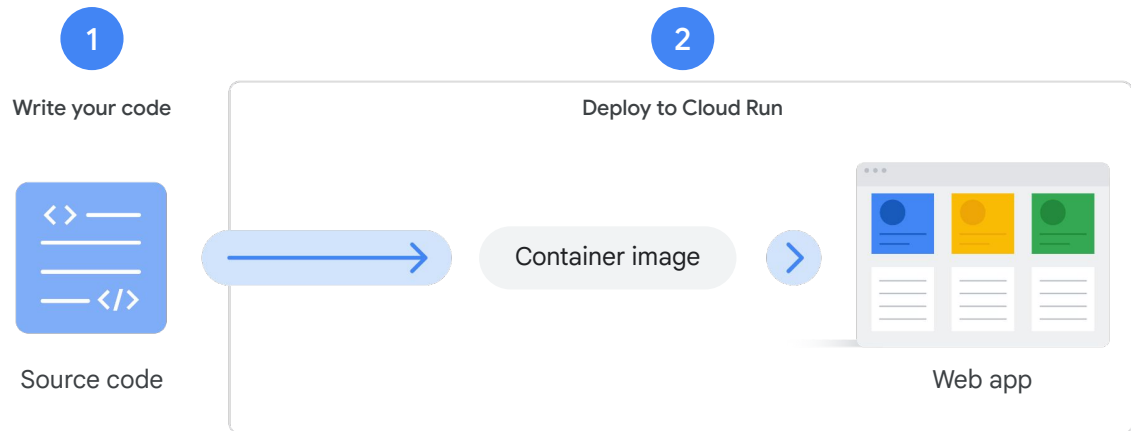 1
2
Write your code
Deploy to Cloud Run
< >
</>
Container image
Source code
Web app